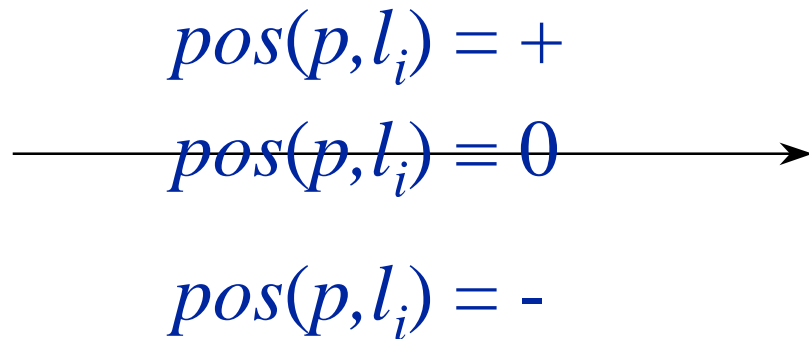 pos(p,lᵢ) = +
pos(p,lᵢ) = 0
pos(p,lᵢ) = -